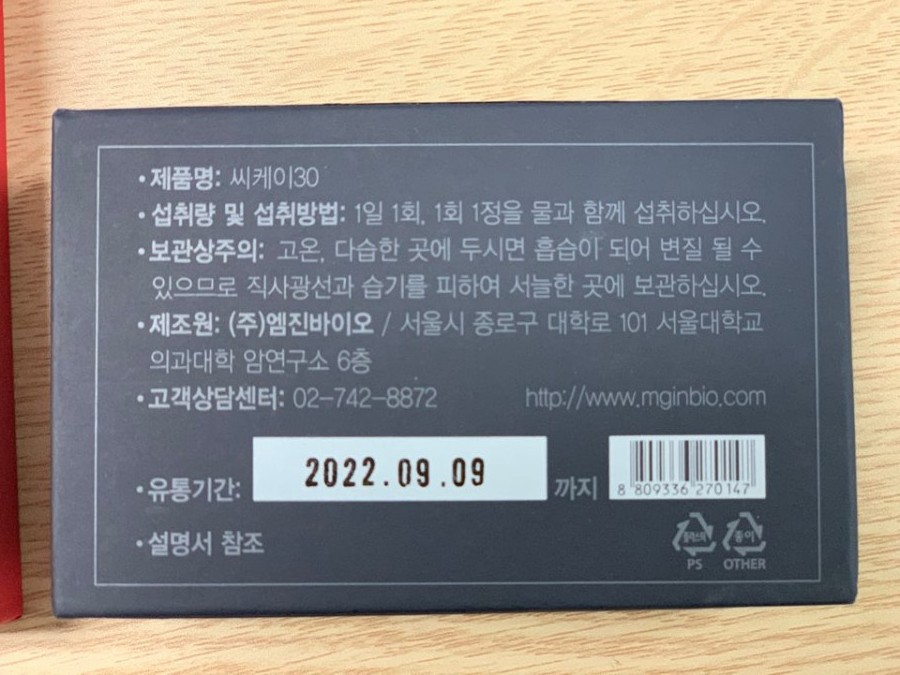 •제품명: 씨케이30
•섭취량 및 섭취방법: 1일 1회, 1회 1정을 물과 함께 섭취하십시오.
•보관상주의: 고온, 다습한 곳에 두시면 흡습이 되어 변질 될 수
있으므로 직사광선과 습기를 피하여 서늘한 곳에 보관하십시오.
•제조원: (주)엠진바이오 / 서울시 종로구 대학로 101 서울대학교
의과대학 암연구소 6층
•고객상담센터: 02-742-8872 http://www.mginbio.com
•유통기간: 2022.09.09 까지 8 809336 270147
•설명서 참조
플라스틱 종이
PS OTHER